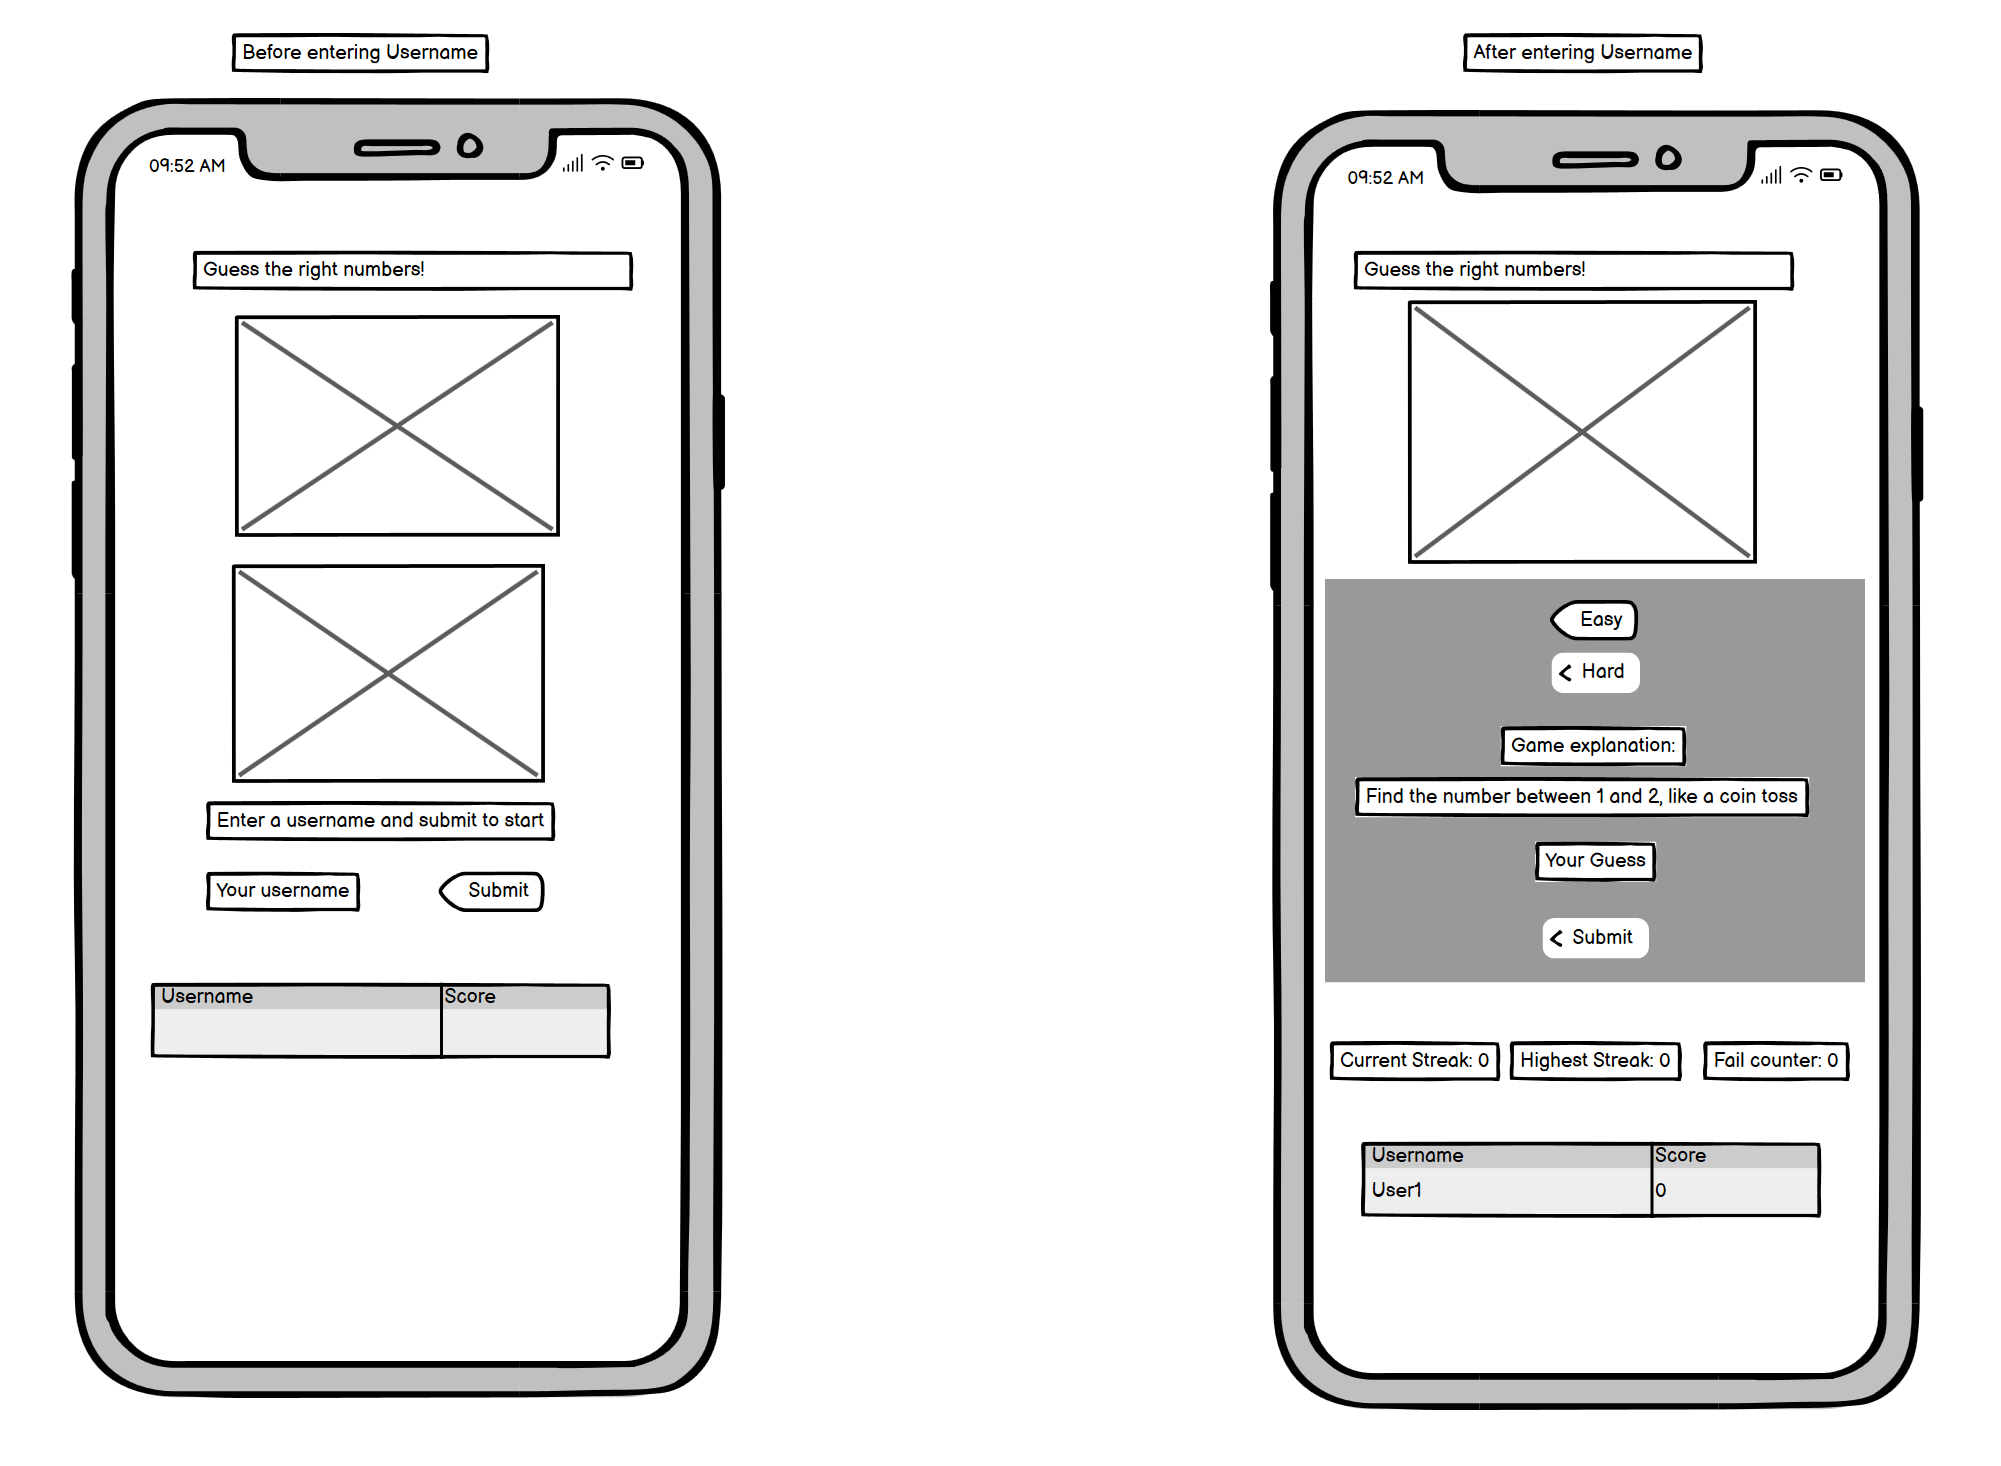 Before entering Username
09:52 AM
Guess the right numbers!
Enter a username and submit to start
Your username
Submit
Username Score
After entering Username
09:52 AM
Guess the right numbers!
Easy
Hard
Game explanation:
Find the number between 1 and 2, like a coin toss
Your Guess
Submit
Current Streak: 0 Highest Streak: 0 Fail counter: 0
Username Score
User1 0